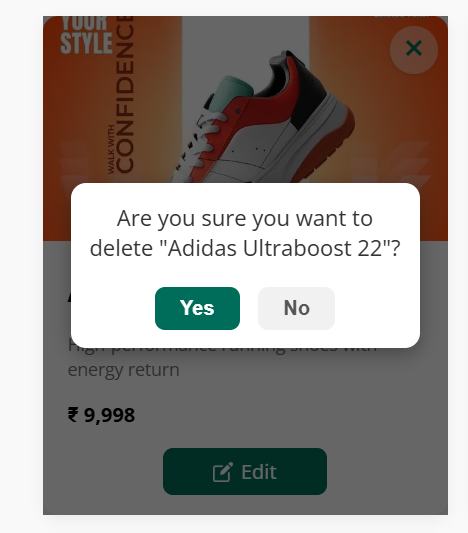 YOUR
STYLE
WALK WITH
CONFIDENCE
Are you sure you want to
delete "Adidas Ultraboost 22"?
Yes
No
High-performance running shoes with
energy return
₹ 9,998
Edit